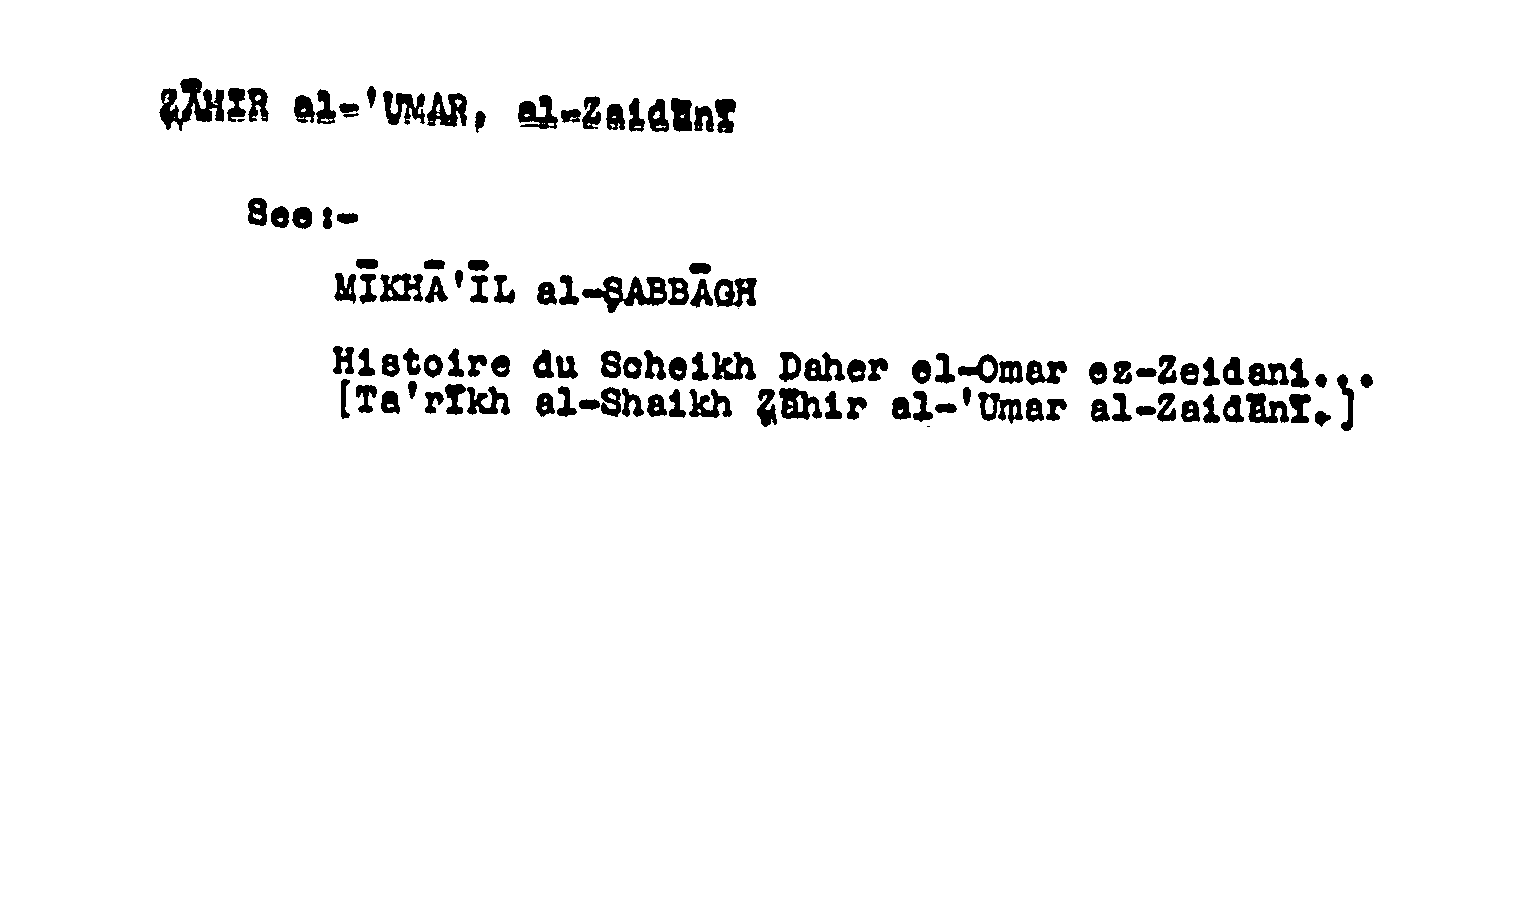 ẒĀHIR al-'UMAR, al-Zaidānī
See:-
MĪKHĀ'ĪL al-ṢABBĀGH
Histoire du Scheikh Daher el-Omar ez-Zeidani...
[Ta'rīkh al-Shaikh Ẓāhir al-'Umar al-Zaidānī.]